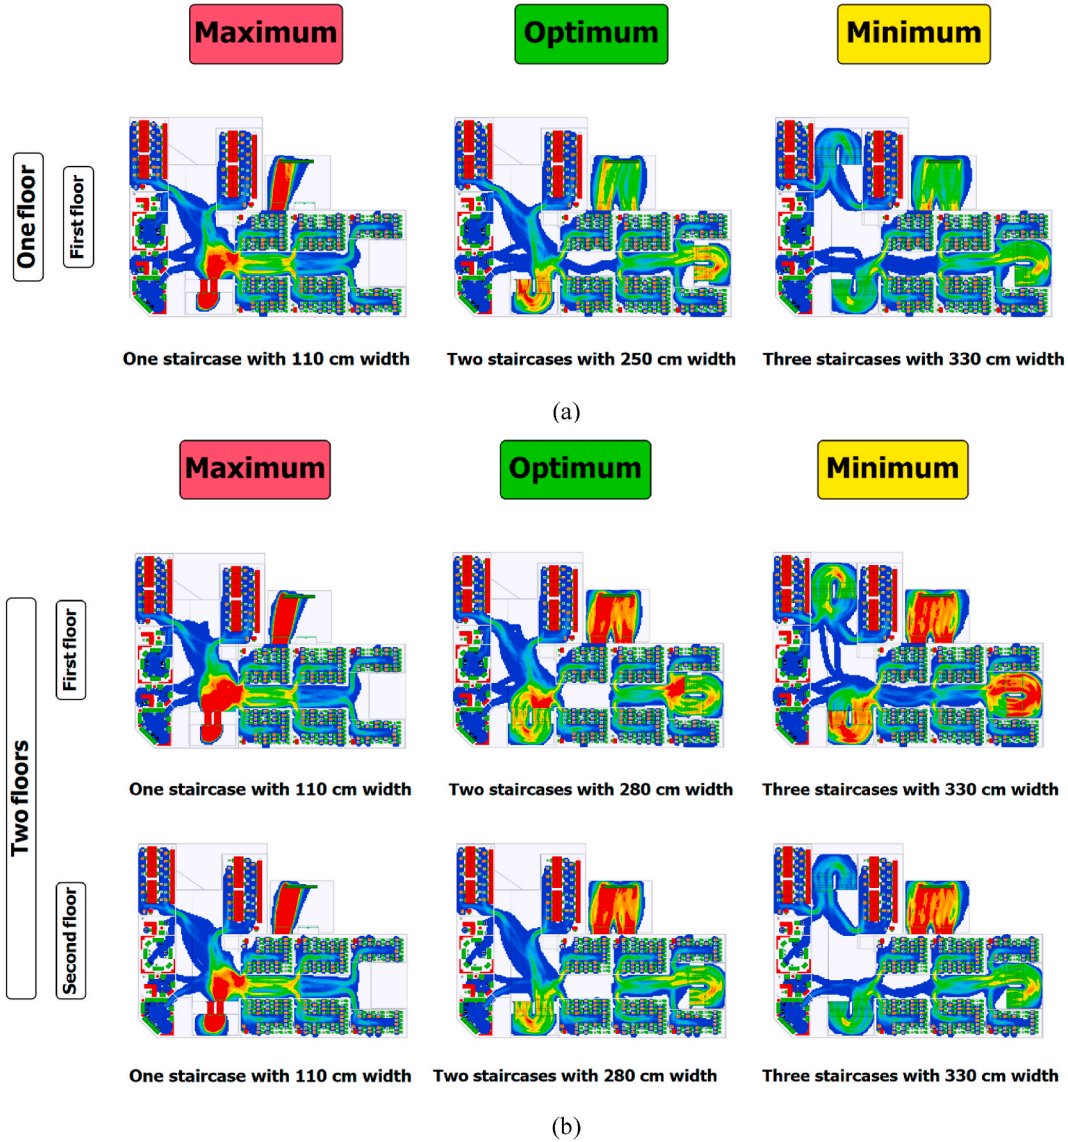 Maximum
Optimum
Minimum
One floor
First floor
One staircase with 110 cm width
Two staircases with 250 cm width
Three staircases with 330 cm width
(a)
Maximum
Optimum
Minimum
Two floors
First floor
One staircase with 110 cm width
Two staircases with 280 cm width
Three staircases with 330 cm width
Second floor
One staircase with 110 cm width
Two staircases with 280 cm width
Three staircases with 330 cm width
(b)